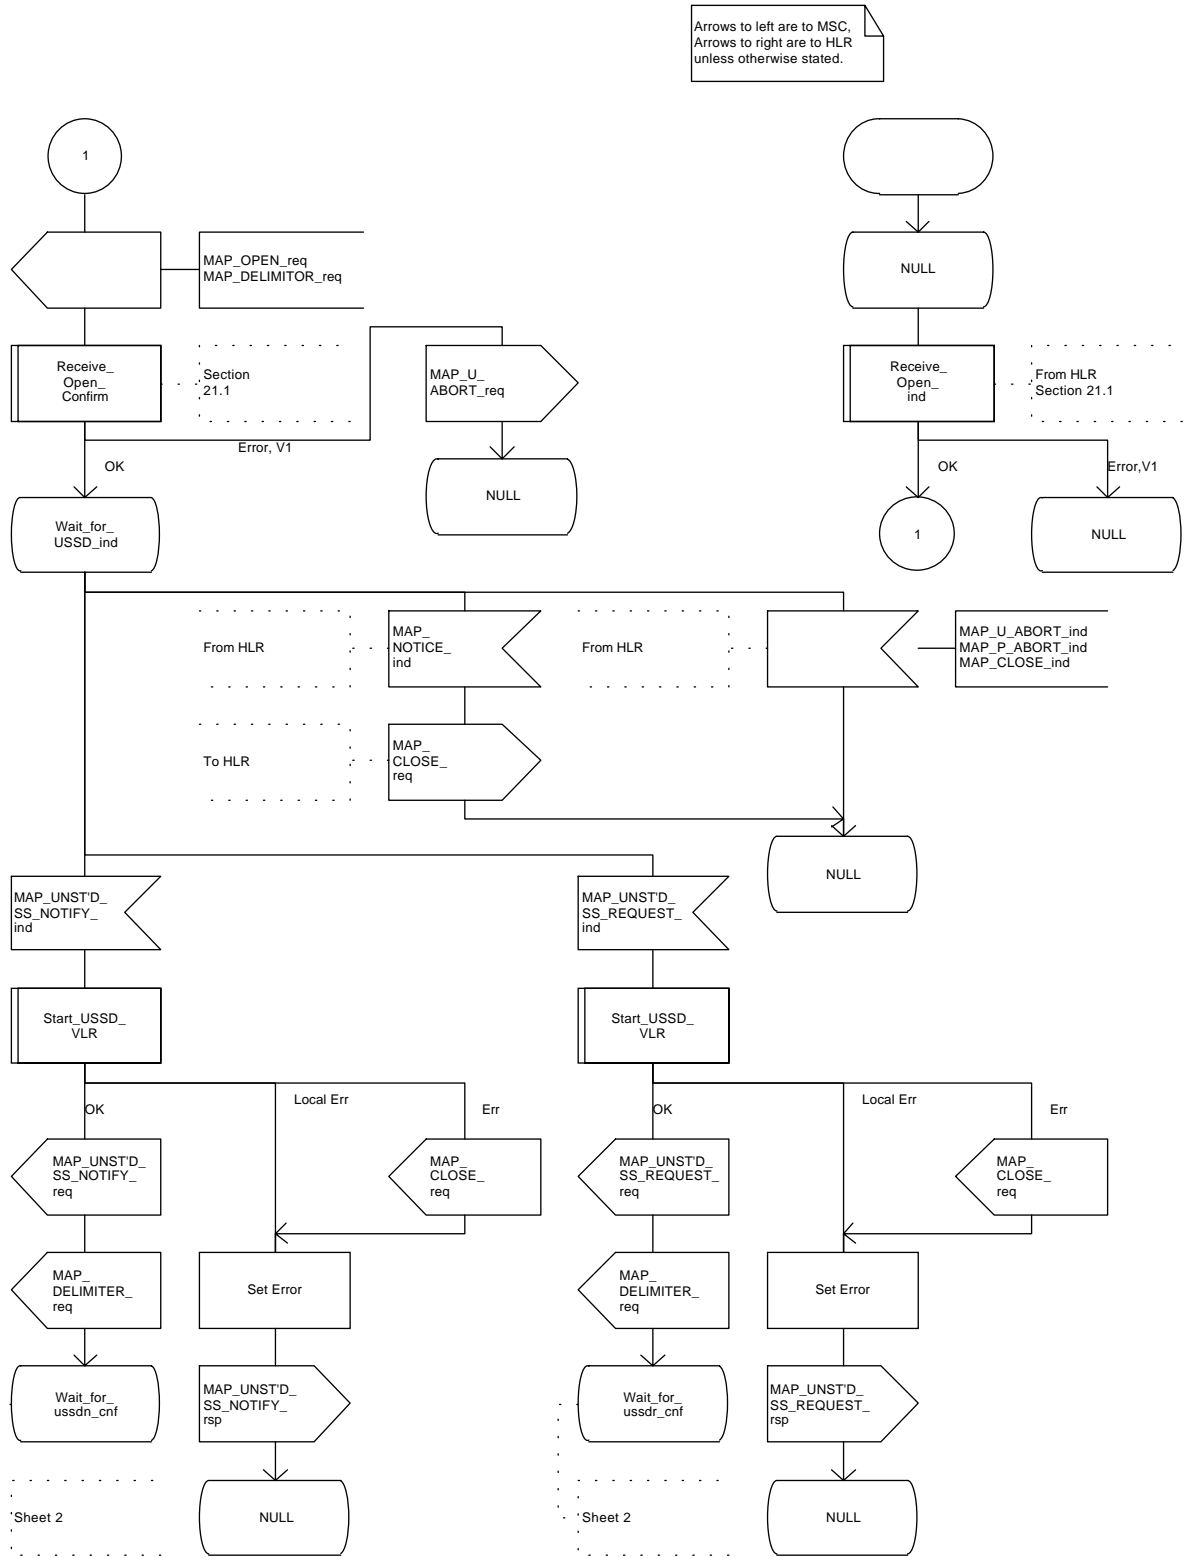 Arrows to left are to MSC,
Arrows to right are to HLR
unless otherwise stated.
1
MAP_OPEN_req
MAP_DELIMITOR_req
NULL
Receive_
Open_
Confirm
Section
21.1
MAP_U_
ABORT_req
Receive_
Open_
ind
From HLR
Section 21.1
Error, V1
OK
OK
Error,V1
NULL
Wait_for_
USSD_ind
1
NULL
From HLR
MAP_
NOTICE_
ind
From HLR
MAP_U_ABORT_ind
MAP_P_ABORT_ind
MAP_CLOSE_ind
To HLR
MAP_
CLOSE_
req
NULL
MAP_UNST'D_
SS_NOTIFY_
ind
MAP_UNST'D_
SS_REQUEST_
ind
Start_USSD_
VLR
Start_USSD_
VLR
OK
Local Err
Err
OK
Local Err
Err
MAP_UNST'D_
SS_NOTIFY_
req
MAP_
CLOSE_
req
MAP_UNST'D_
SS_REQUEST_
req
MAP_
CLOSE_
req
MAP_
DELIMITER_
req
Set Error
MAP_
DELIMITER_
req
Set Error
Wait_for_
ussdn_cnf
MAP_UNST'D_
SS_NOTIFY_
rsp
Wait_for_
ussdr_cnf
MAP_UNST'D_
SS_REQUEST_
rsp
Sheet 2
NULL
Sheet 2
NULL